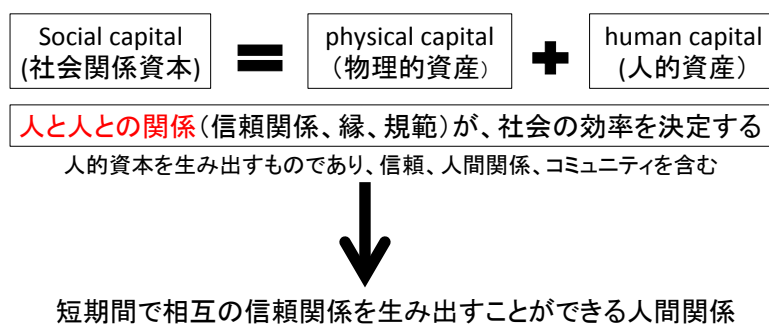 Social capital
(社会関係資本)
=
physical capital
（物理的資産）
+
human capital
(人的資産）
人と人との関係（信頼関係、縁、規範）が、社会の効率を決定する
人的資本を生み出すものであり、信頼、人間関係、コミュニティを含む
短期間で相互の信頼関係を生み出すことができる人間関係